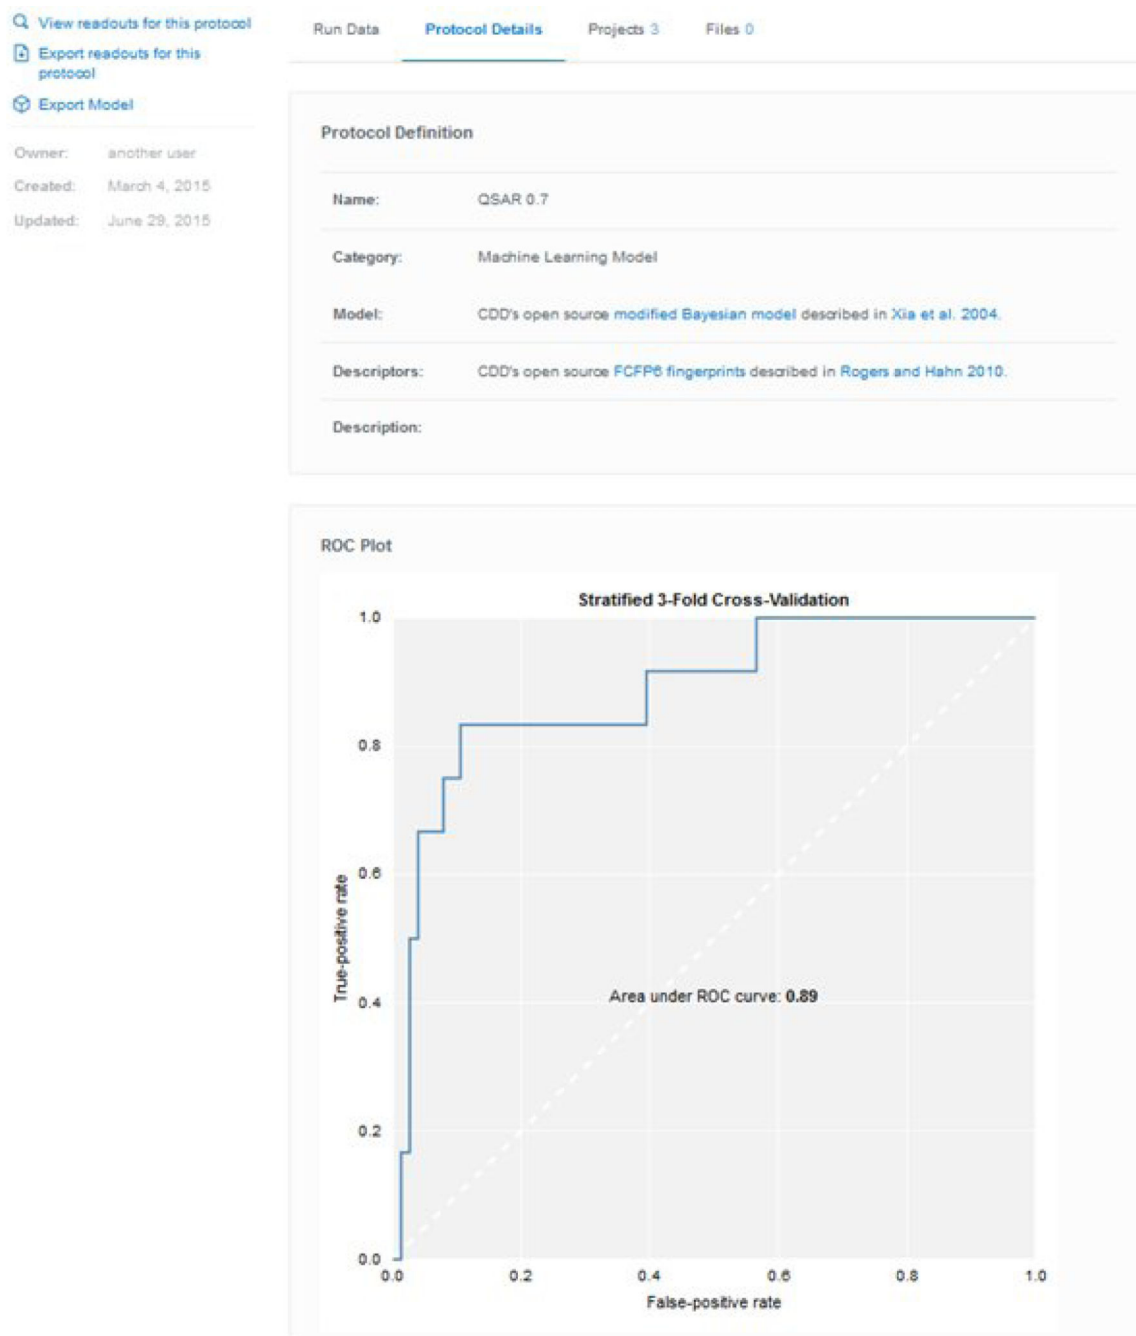 View readouts for this protocol
Export readouts for this
protocol
Export Model
Owner: another user
Created: March 4, 2015
Updated: June 29, 2015
Run Data Protocol Details Projects 3 Files 0
Protocol Definition
Name: QSAR 0.7
Category: Machine Learning Model
Model: CDD's open source modified Bayesian model described in Xia et al. 2004.
Descriptors: CDD's open source FCFP6 fingerprints described in Rogers and Hahn 2010.
Description:
ROC Plot
Stratified 3-Fold Cross-Validation
1.0
0.8
0.6
0.4
0.2
0.0
True-positive rate
Area under ROC curve: 0.89
0.0 0.2 0.4 0.6 0.8 1.0
False-positive rate